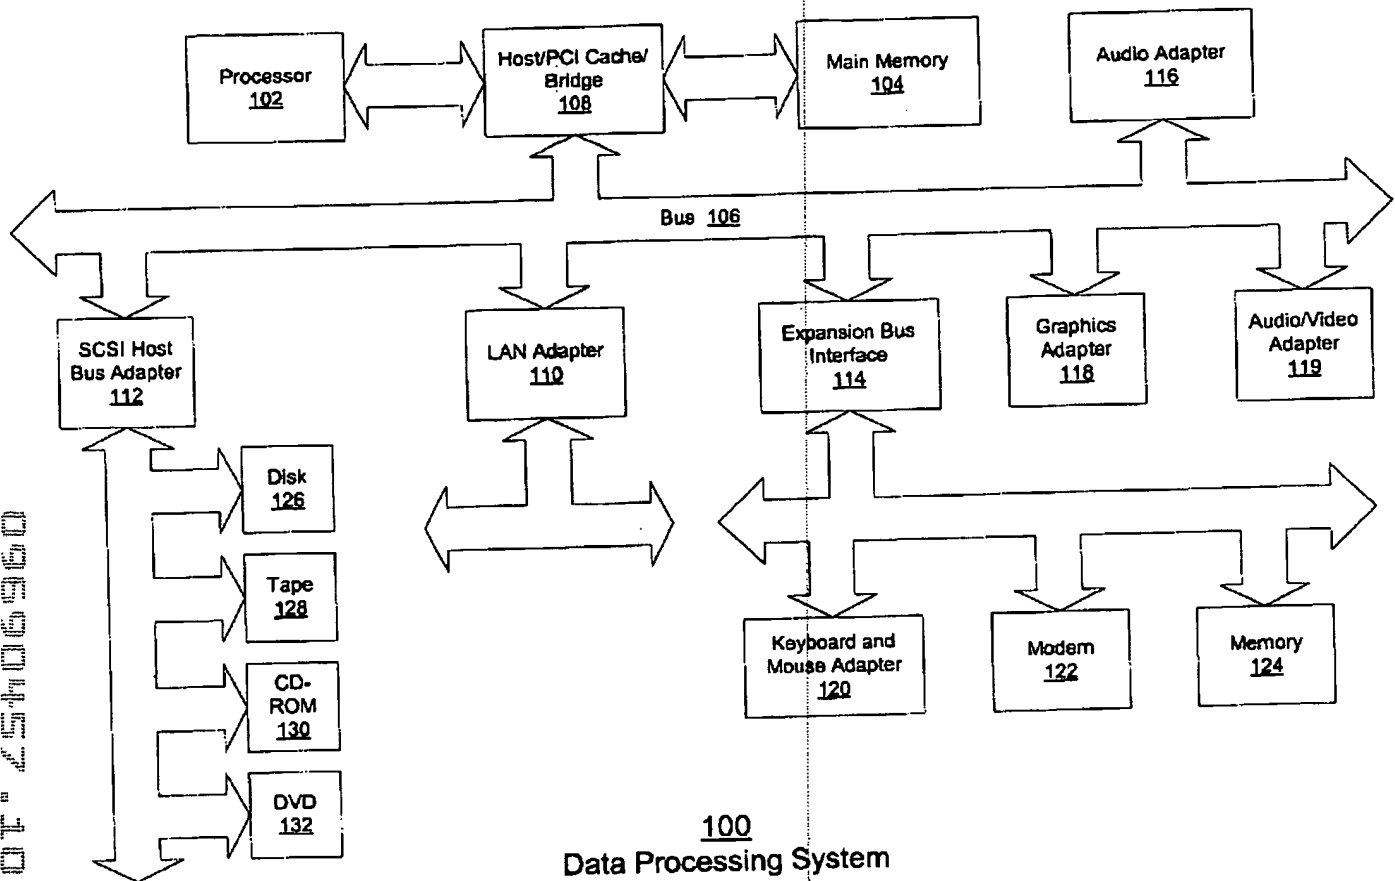 Processor
102
Host/PCI Cache/
Bridge
108
Main Memory
104
Audio Adapter
116
Bus 106
SCSI Host
Bus Adapter
112
LAN Adapter
110
Expansion Bus
Interface
114
Graphics
Adapter
118
Audio/Video
Adapter
119
Disk
126
Tape
128
CD-
ROM
130
DVD
132
Keyboard and
Mouse Adapter
120
Modem
122
Memory
124
100
Data Processing System